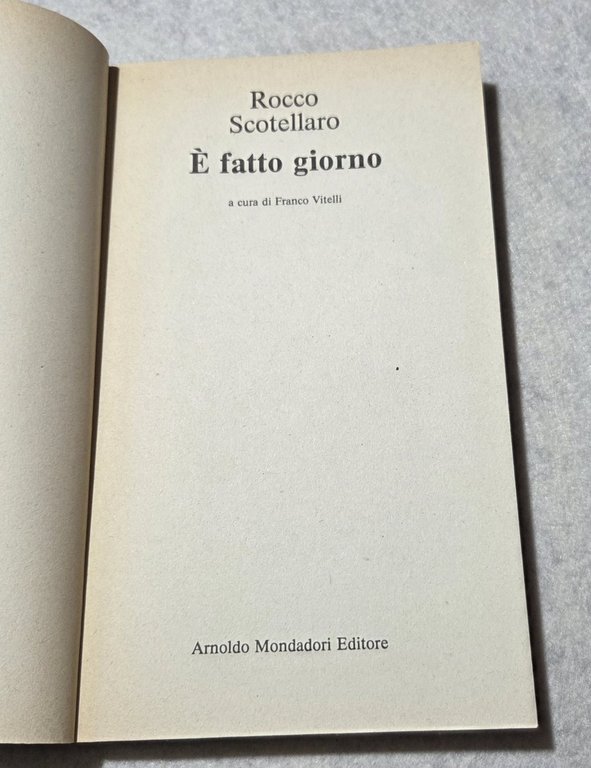 Rocco
Scotellaro
È fatto giorno
a cura di Franco Vitelli
Arnoldo Mondadori Editore